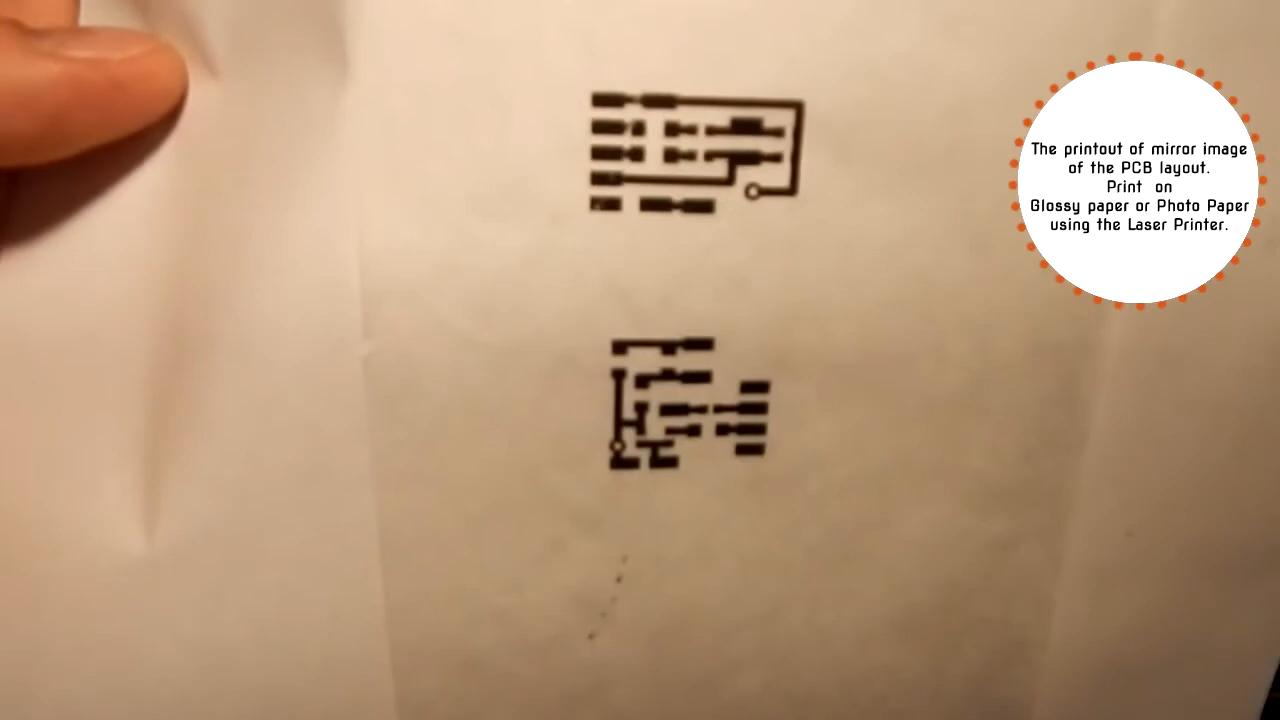 The printout of mirror image
of the PCB layout.
Print on
Glossy paper or Photo Paper
using the Laser Printer.